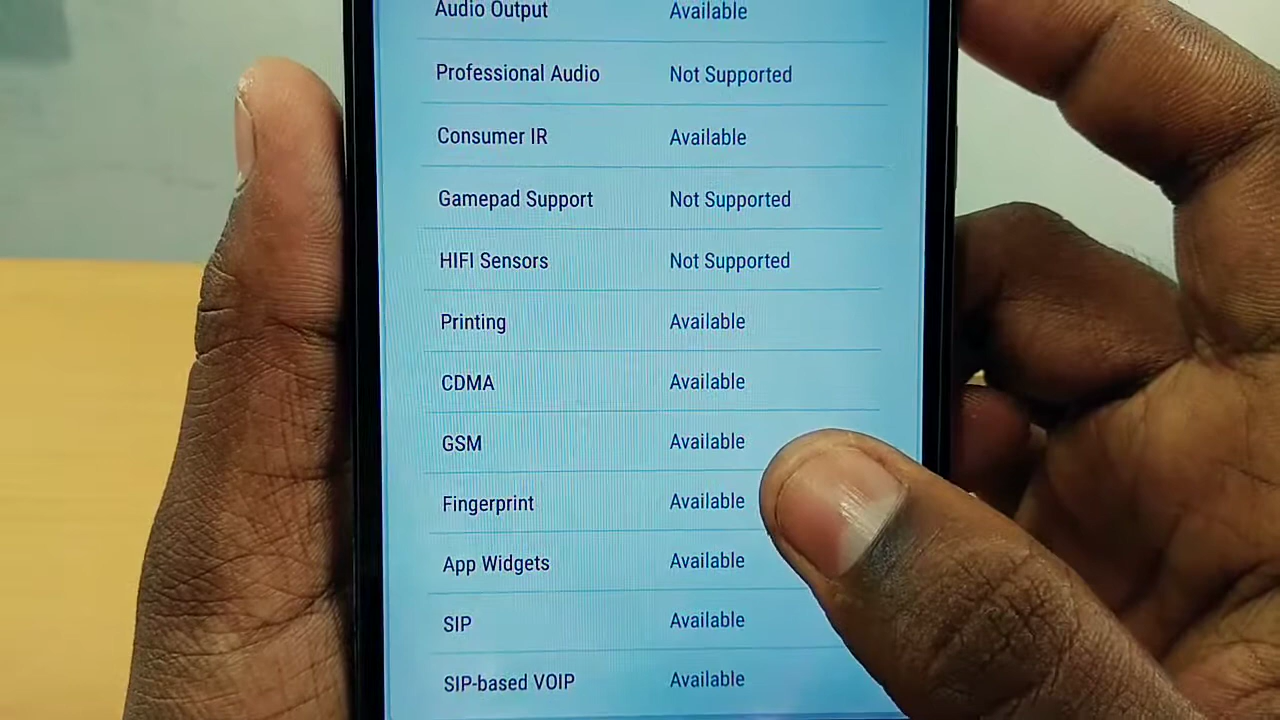 Audio Output Available
Professional Audio Not Supported
Consumer IR Available
Gamepad Support Not Supported
HIFI Sensors Not Supported
Printing Available
CDMA Available
GSM Available
Fingerprint Available
App Widgets Available
SIP Available
SIP-based VOIP Available